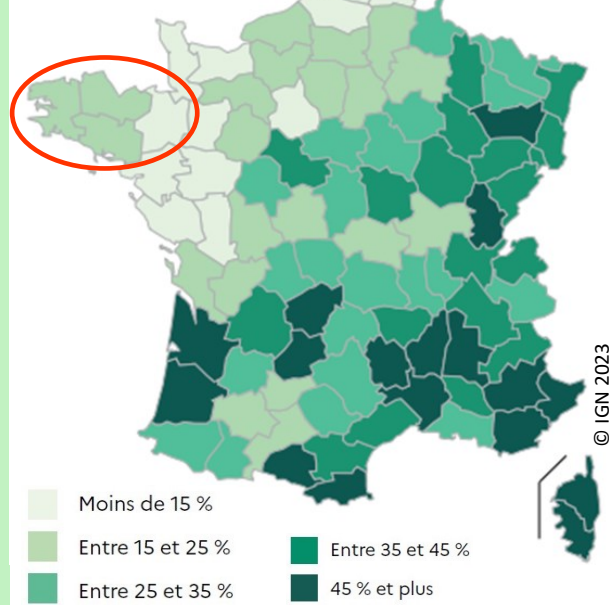 © IGN 2023
Moins de 15 %
Entre 15 et 25 %
Entre 25 et 35 %
Entre 35 et 45 %
45 % et plus